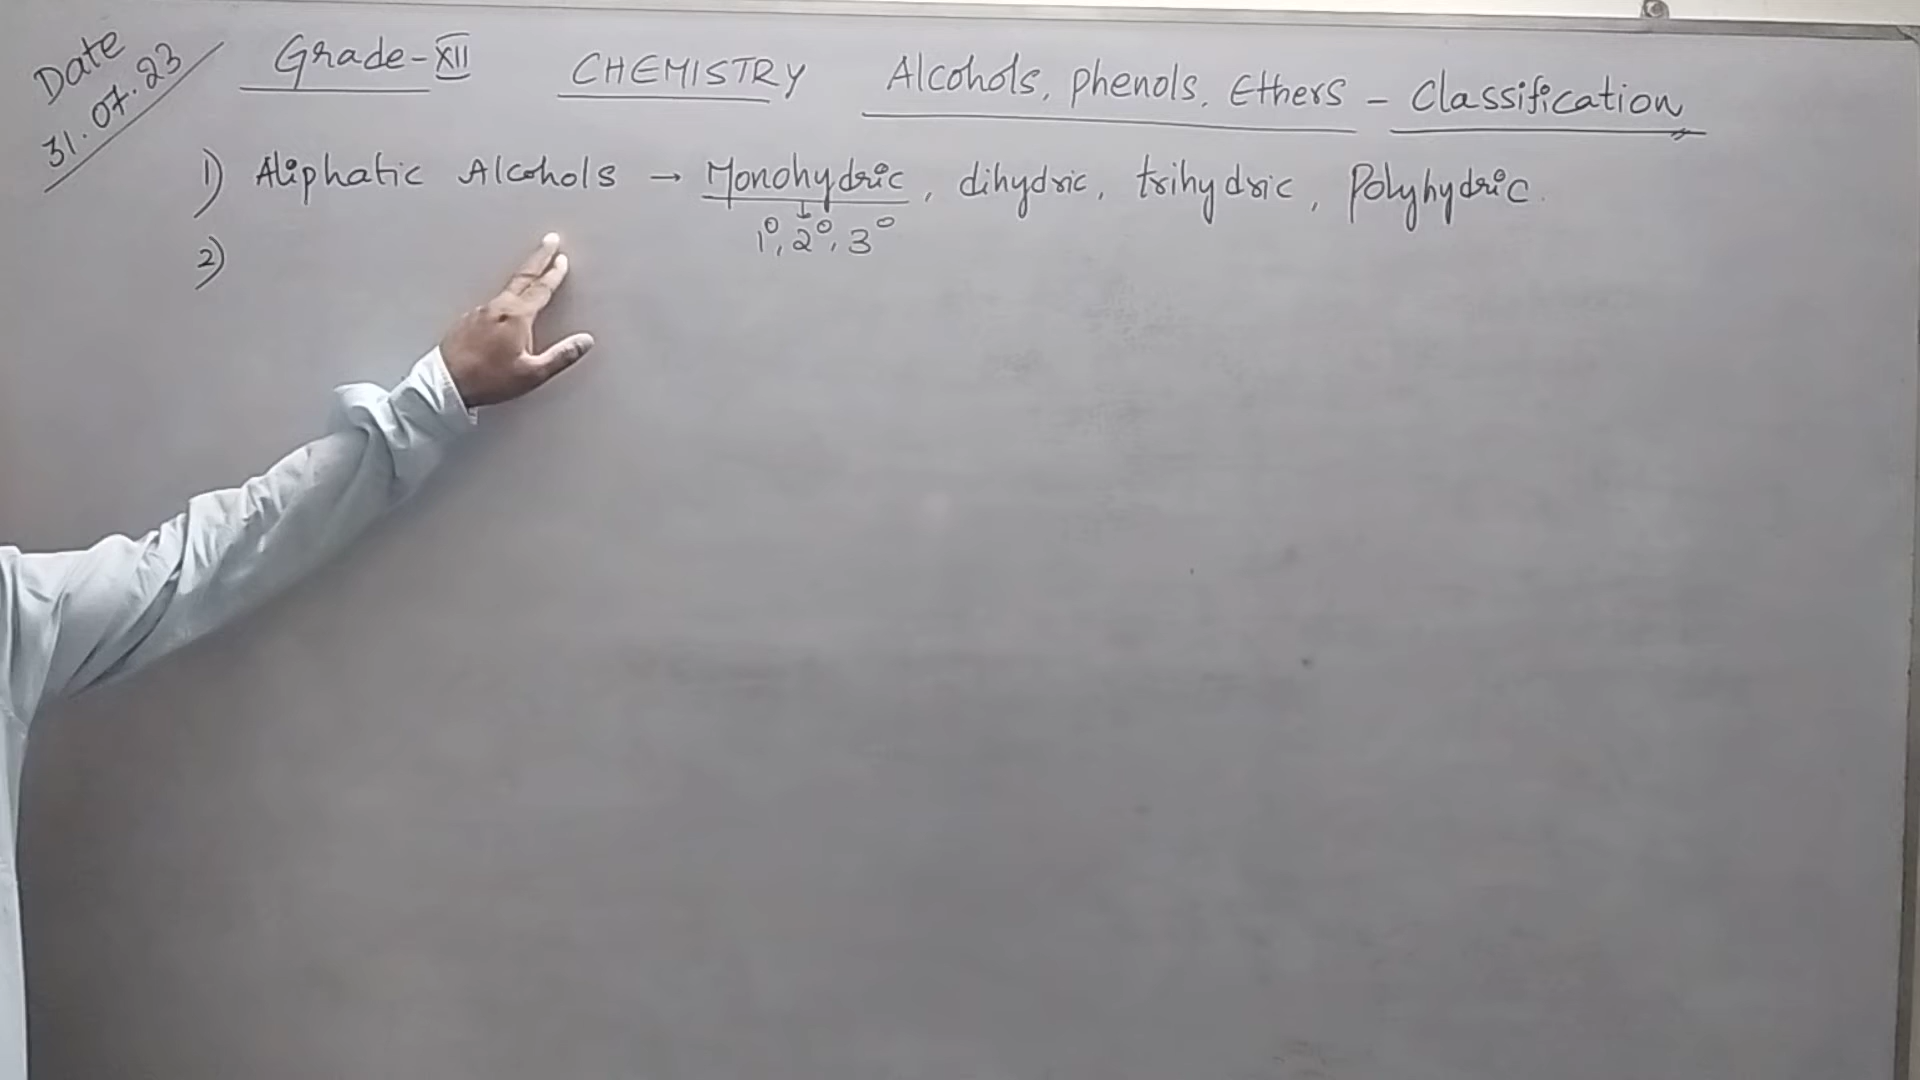 Date
31.07.23
Grade-XII CHEMISTRY Alcohols, phenols, Ethers - Classification
1) Aliphatic Alcohols → Monohydric, dihydric, trihydric, Polyhydric.
↓
1°, 2°, 3°
2)